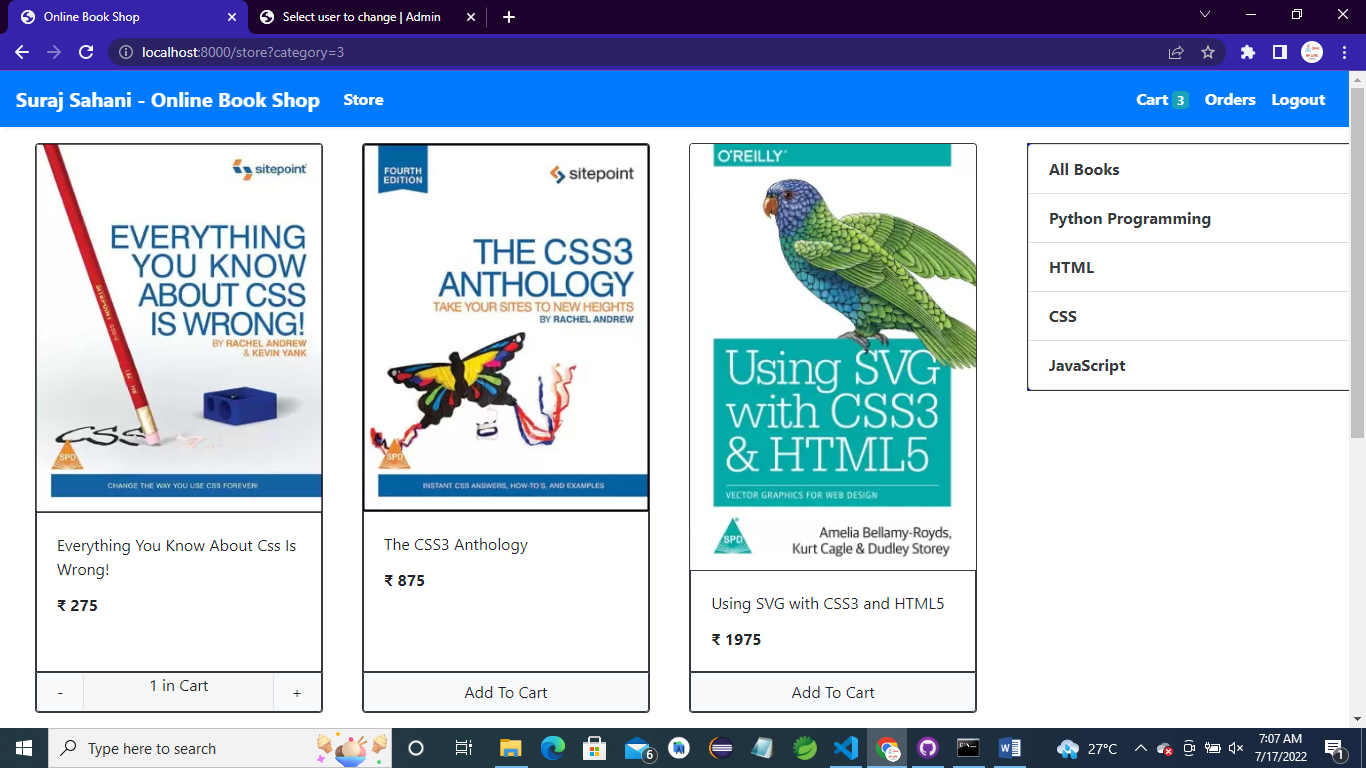 Online Book Shop
Select user to change | Admin
localhost:8000/store?category=3
Suraj Sahani - Online Book Shop
Store
Cart 3
Orders
Logout
sitepoint
EVERYTHING
YOU KNOW
ABOUT CSS
IS WRONG!
BY RACHEL ANDREW
& KEVIN YANK
CSS
SPD
CHANGE THE WAY YOU USE CSS FOREVER!
Everything You Know About Css Is
Wrong!
₹ 275
-
1 in Cart
+
FOURTH
EDITION
sitepoint
THE CSS3
ANTHOLOGY
TAKE YOUR SITES TO NEW HEIGHTS
BY RACHEL ANDREW
SPD
INSTANT CSS ANSWERS, HOW-TO'S, AND EXAMPLES
The CSS3 Anthology
₹ 875
Add To Cart
O'REILLY
Using SVG
with CSS3
& HTML5
VECTOR GRAPHICS FOR WEB DESIGN
SPD
Amelia Bellamy-Royds,
Kurt Cagle & Dudley Storey
Using SVG with CSS3 and HTML5
₹ 1975
Add To Cart
All Books
Python Programming
HTML
CSS
JavaScript
Type here to search
6
27°C
7:07 AM
7/17/2022
1